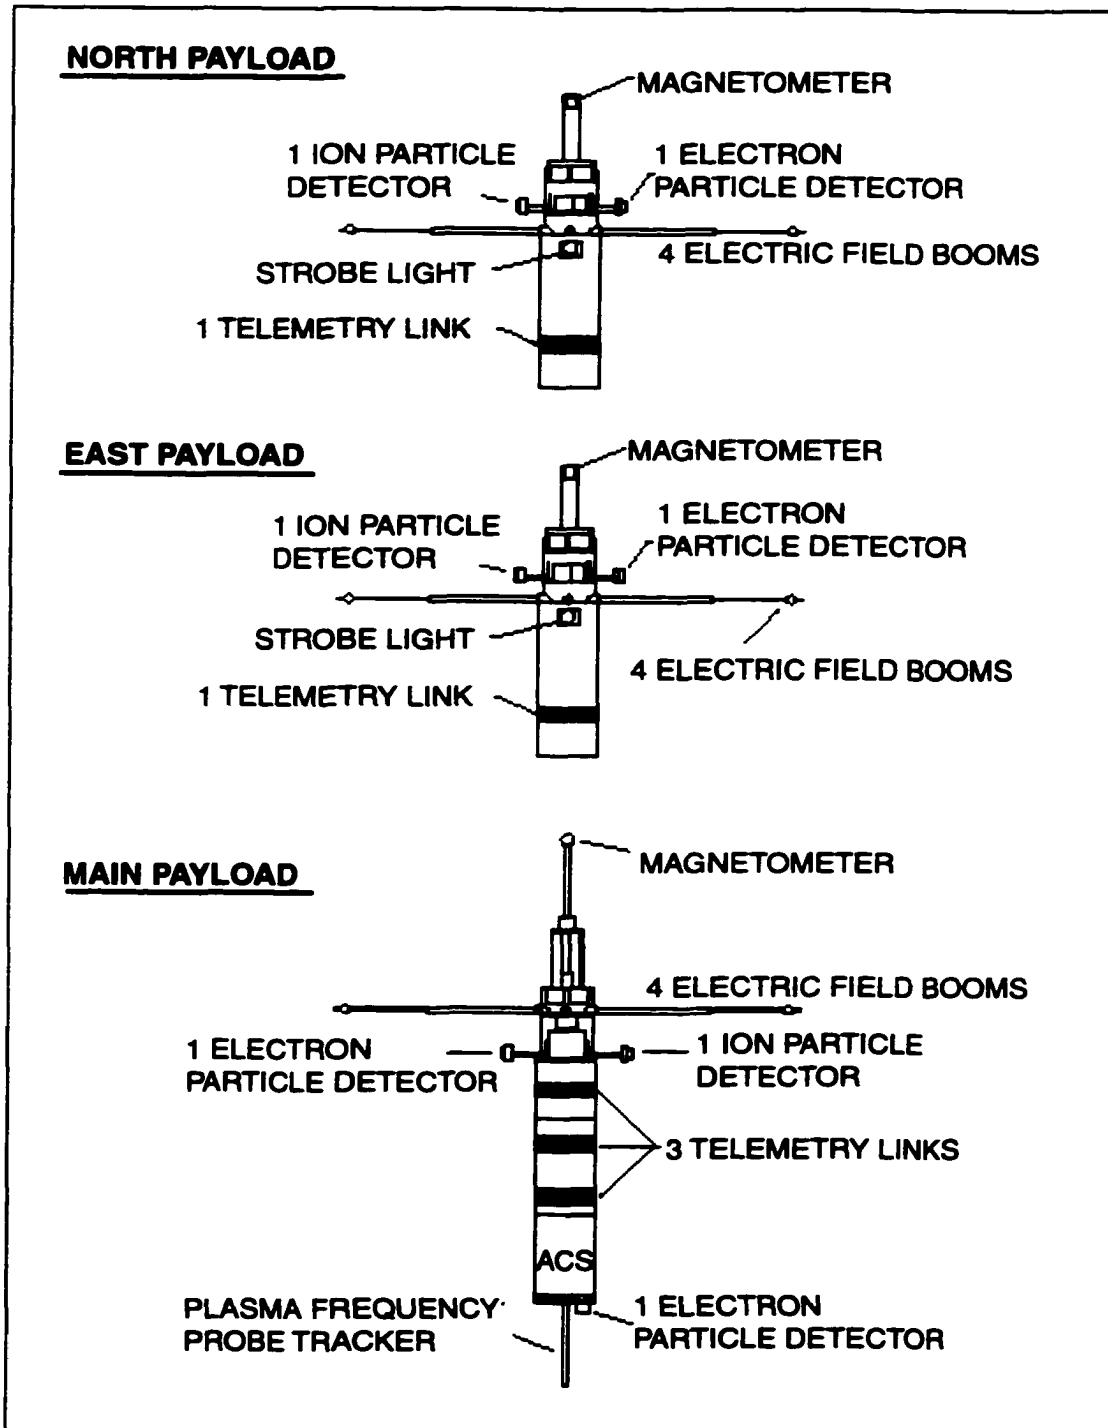 NORTH PAYLOAD
MAGNETOMETER
1 ION PARTICLE
DETECTOR
1 ELECTRON
PARTICLE DETECTOR
4 ELECTRIC FIELD BOOMS
STROBE LIGHT
1 TELEMETRY LINK
EAST PAYLOAD
MAGNETOMETER
1 ION PARTICLE
DETECTOR
1 ELECTRON
PARTICLE DETECTOR
STROBE LIGHT
4 ELECTRIC FIELD BOOMS
1 TELEMETRY LINK
MAIN PAYLOAD
MAGNETOMETER
4 ELECTRIC FIELD BOOMS
1 ELECTRON
PARTICLE DETECTOR
1 ION PARTICLE
DETECTOR
3 TELEMETRY LINKS
ACS
PLASMA FREQUENCY
PROBE TRACKER
1 ELECTRON
PARTICLE DETECTOR